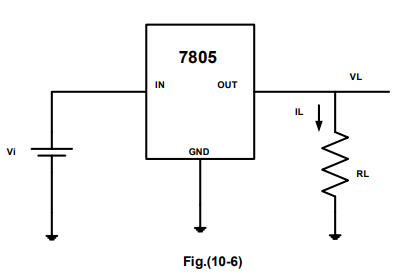 7805
IN OUT VL
IL
Vi GND
RL
Fig.(10-6)